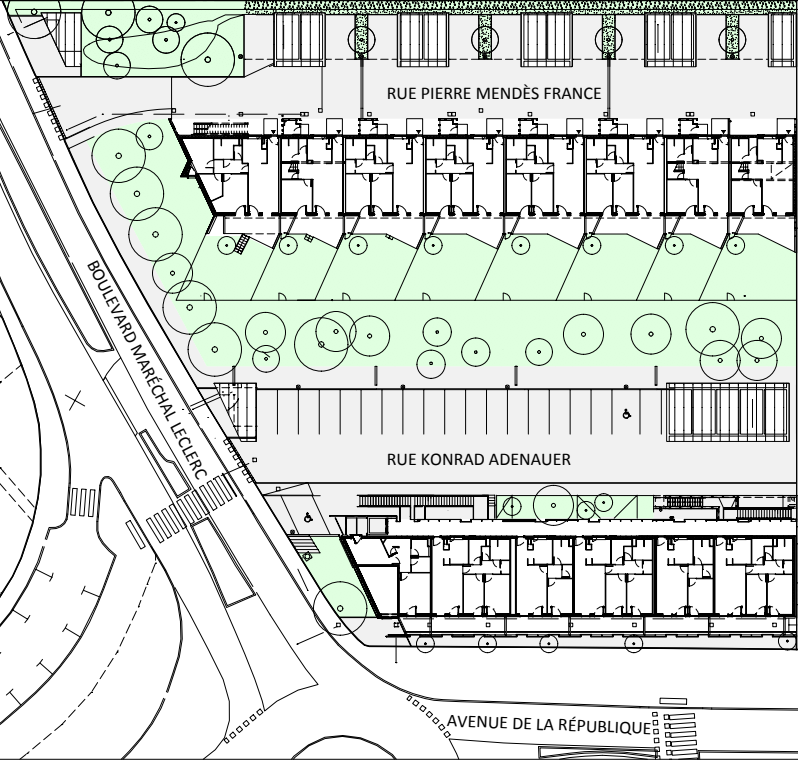 RUE PIERRE MENDÈS FRANCE
BOULEVARD MARÉCHAL LECLERC
RUE KONRAD ADENAUER
AVENUE DE LA RÉPUBLIQUE